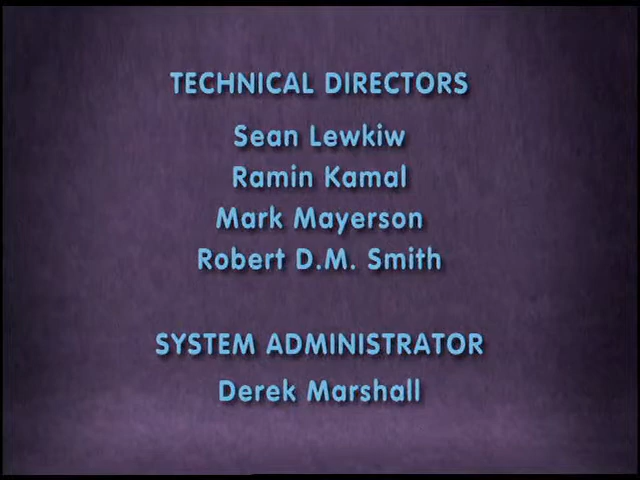 TECHNICAL DIRECTORS
Sean Lewkiw
Ramin Kamal
Mark Mayerson
Robert D.M. Smith
SYSTEM ADMINISTRATOR
Derek Marshall